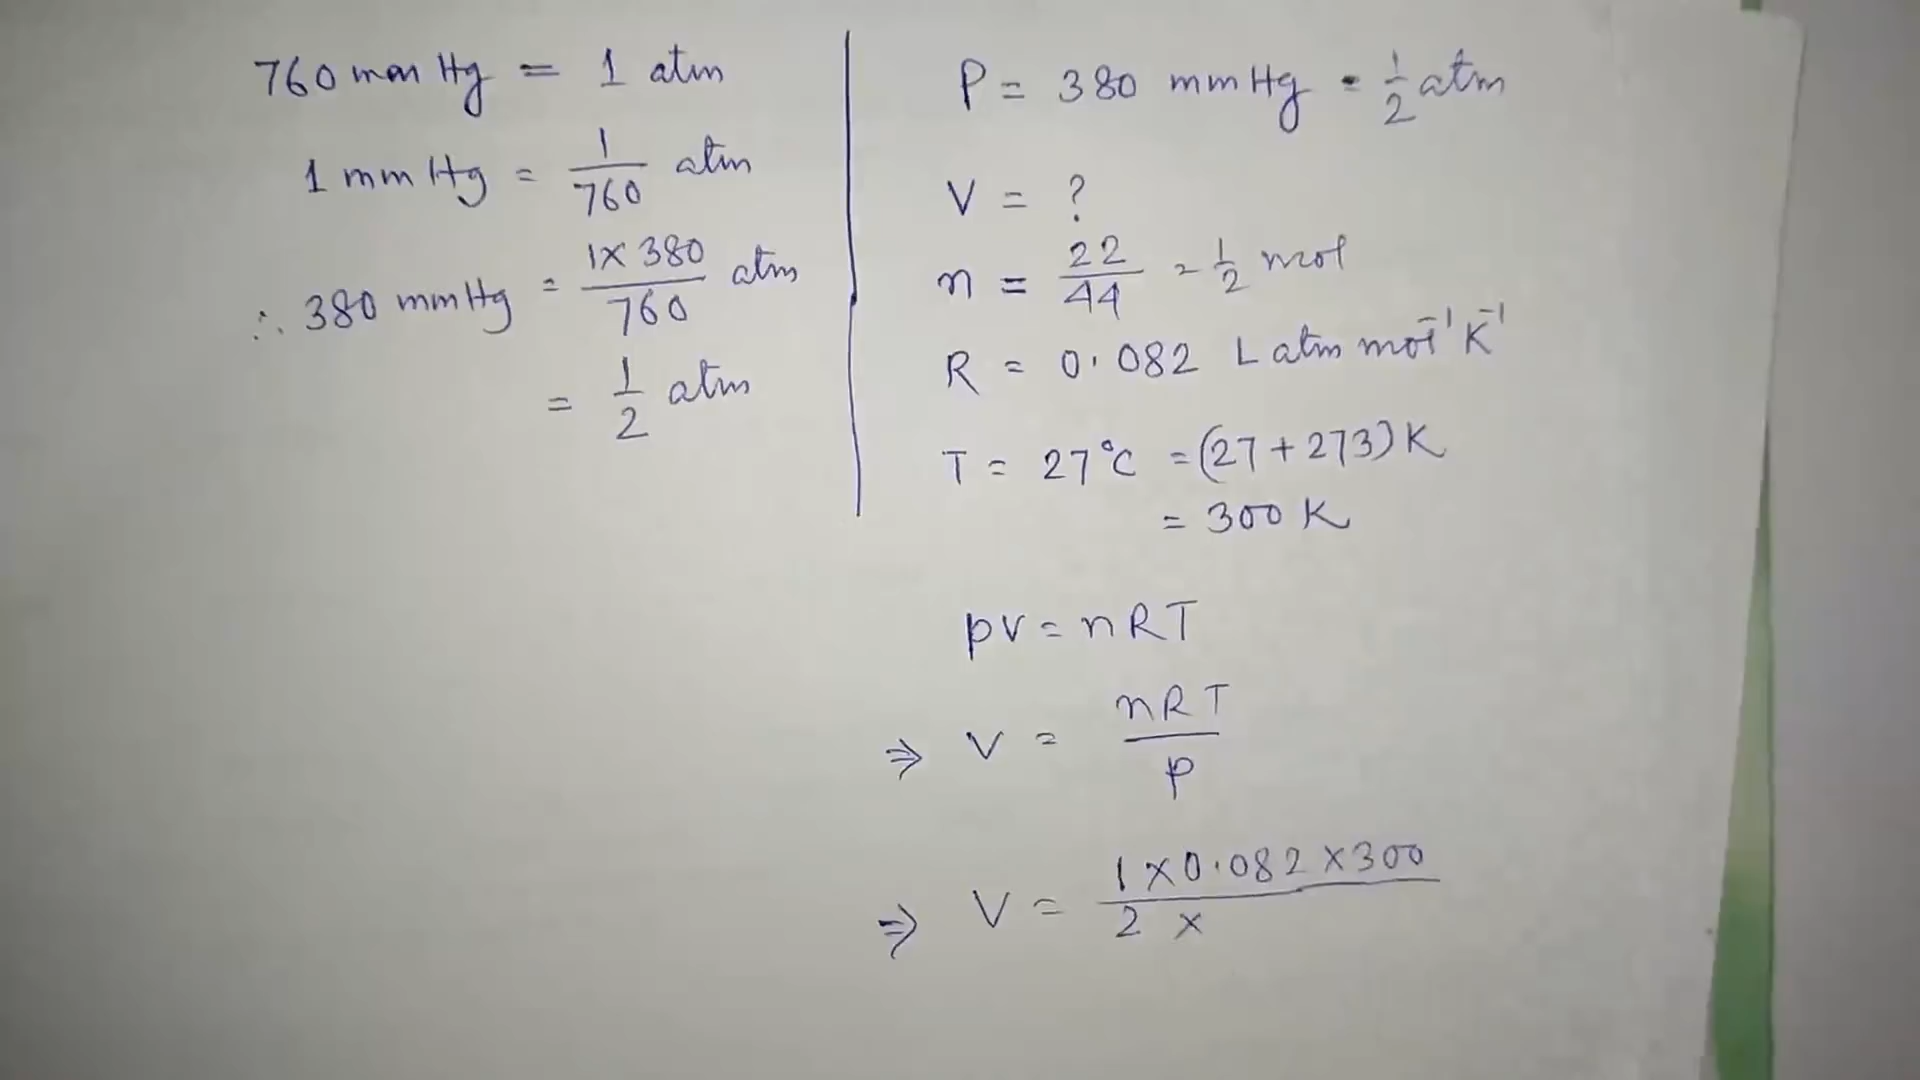 760 mm Hg = 1 atm
1 mm Hg = 1/760 atm
∴ 380 mm Hg = 1 × 380/760 atm
= 1/2 atm
P = 380 mm Hg = 1/2 atm
V = ?
n = 22/44 = 1/2 mol
R = 0.082 L atm mol⁻¹ K⁻¹
T = 27°C = (27 + 273) K
= 300 K
pV = nRT
⇒ V = nRT/p
⇒ V = 1 × 0.082 × 300/2 ×